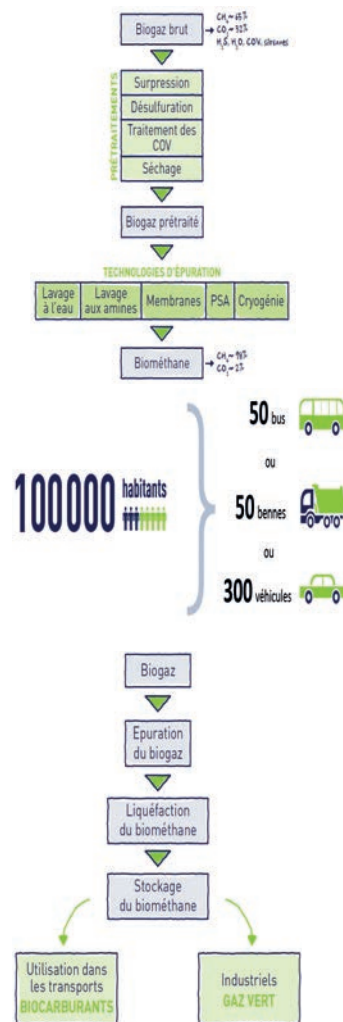 Biogaz brut
CH₄ ~ 65%
CO₂ ~ 32%
H₂S, H₂O, COV, siloxanes
PRÉTRAITEMENTS
Surpression
Désulfuration
Traitement des
COV
Séchage
Biogaz prétraité
TECHNOLOGIES D'ÉPURATION
Lavage
à l'eau
Lavage
aux amines
Membranes
PSA
Cryogénie
Biométhane
CH₄ ~ 98%
CO₂ ~ 2%
100 000 habitants
50 bus
ou
50 bennes
ou
300 véhicules
Biogaz
Epuration
du biogaz
Liquéfaction
du biométhane
Stockage
du biométhane
Utilisation dans
les transports
BIOCARBURANTS
Industriels
GAZ VERT